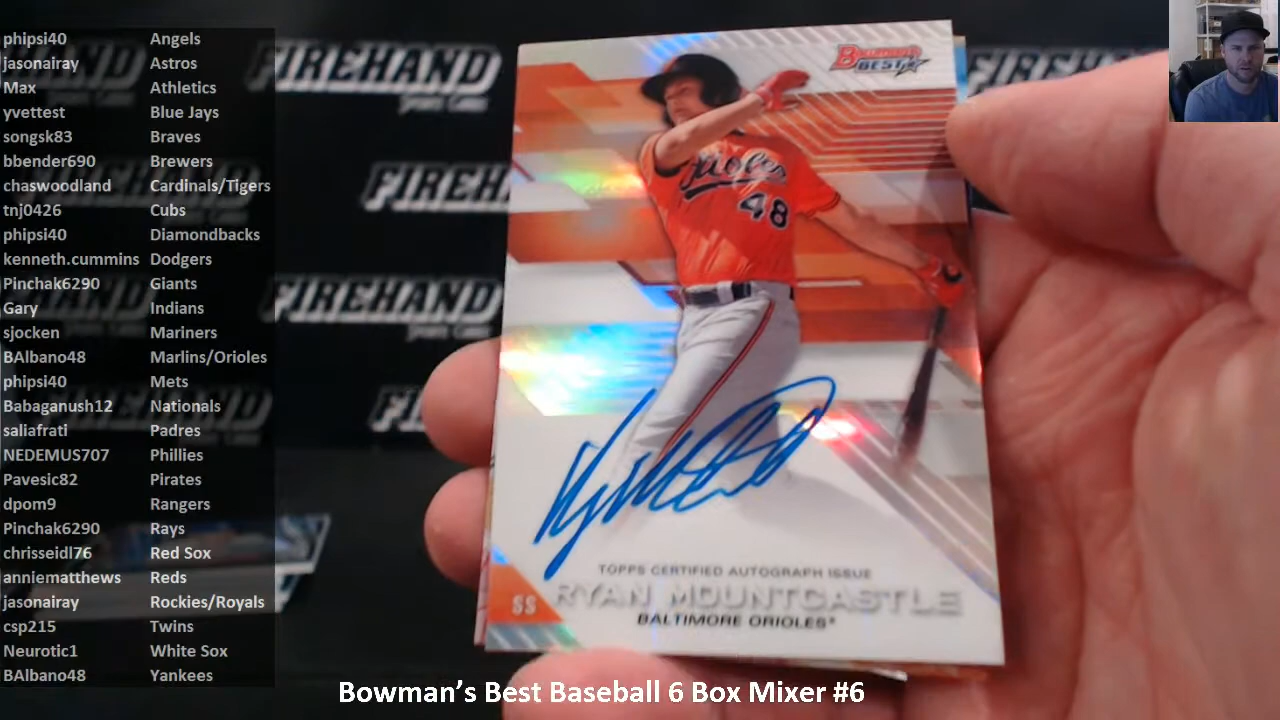 phipsi40 Angels
jasonairay Astros
Max Athletics
yvettest Blue Jays
songsk83 Braves
bbender690 Brewers
chaswoodland Cardinals/Tigers
tnj0426 Cubs
phipsi40 Diamondbacks
kenneth.cummins Dodgers
Pinchak6290 Giants
Gary Indians
sjocken Mariners
BAlbano48 Marlins/Orioles
phipsi40 Mets
Babaganush12 Nationals
saliafrati Padres
NEDEMUS707 Phillies
Pavesic82 Pirates
dpom9 Rangers
Pinchak6290 Rays
chrisseidl76 Red Sox
anniematthews Reds
jasonairay Rockies/Royals
csp215 Twins
Neurotic1 White Sox
BAlbano48 Yankees
FIREHAND
FIREHAND
BOWMAN'S
BEST
Orioles
48
TOPPS CERTIFIED AUTOGRAPH ISSUE
SS RYAN MOUNTCASTLE
BALTIMORE ORIOLES
Bowman's Best Baseball 6 Box Mixer #6